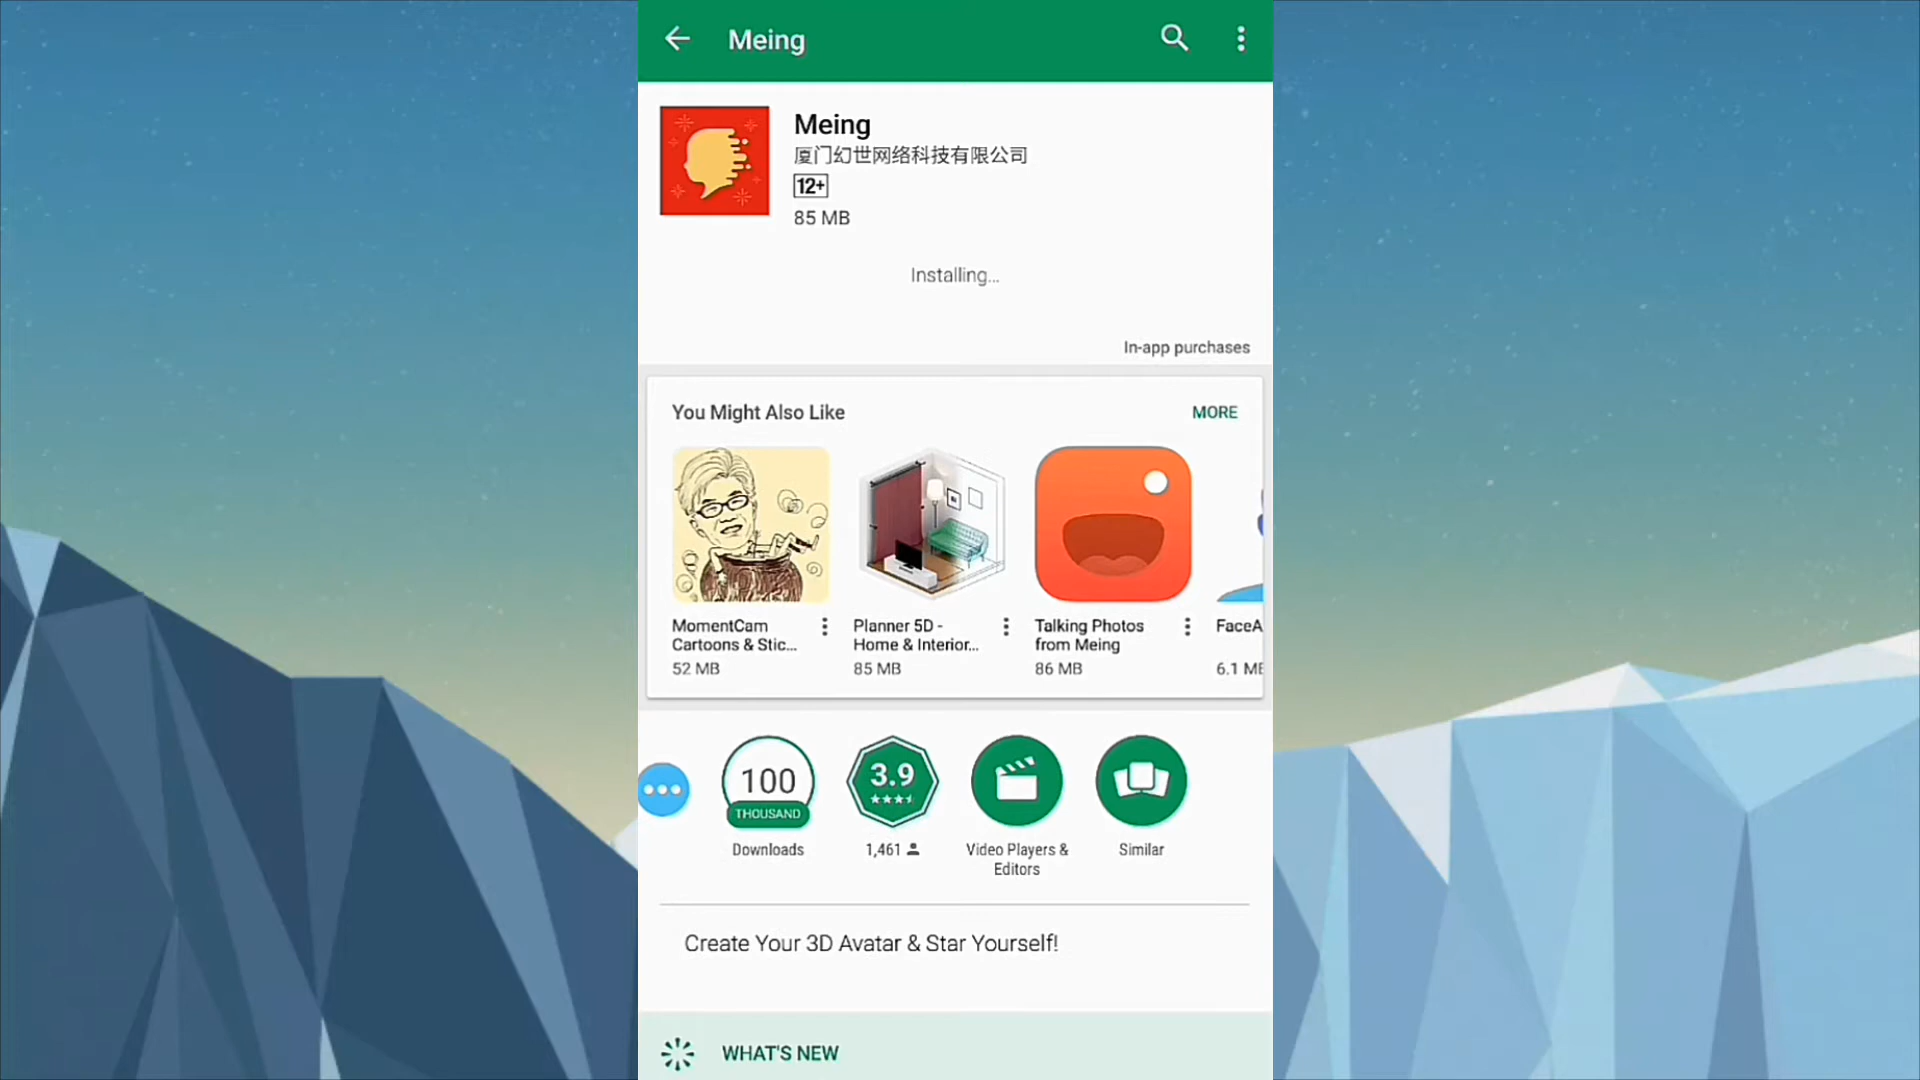 Meing
Meing
厦门幻世网络科技有限公司
12+
85 MB
Installing...
In-app purchases
You Might Also Like
MORE
MomentCam
Cartoons & Stic...
52 MB
Planner 5D -
Home & Interior...
85 MB
Talking Photos
from Meing
86 MB
FaceA
6.1 MB
100
THOUSAND
Downloads
3.9
1,461
Video Players &
Editors
Similar
Create Your 3D Avatar & Star Yourself!
WHAT'S NEW